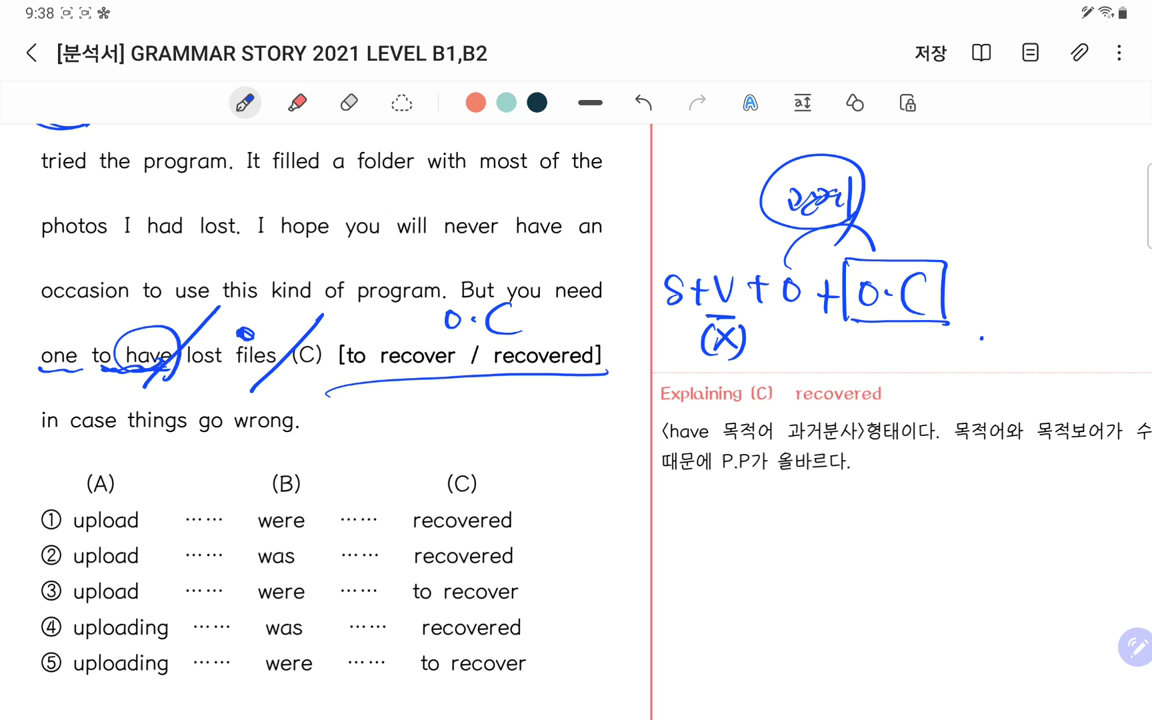 9:38
[분석서] GRAMMAR STORY 2021 LEVEL B1,B2
저장
tried the program. It filled a folder with most of the
photos I had lost. I hope you will never have an
occasion to use this kind of program. But you need
O.C
one to have lost files (C) [to recover / recovered]
in case things go wrong.
(A) (B) (C)
① upload ⋯⋯ were ⋯⋯ recovered
② upload ⋯⋯ was ⋯⋯ recovered
③ upload ⋯⋯ were ⋯⋯ to recover
④ uploading ⋯⋯ was ⋯⋯ recovered
⑤ uploading ⋯⋯ were ⋯⋯ to recover
S+V+O+O.C
(X)
Explaining (C) recovered
<have 목적어 과거분사>형태이다. 목적어와 목적보어가 수
때문에 P.P가 올바르다.